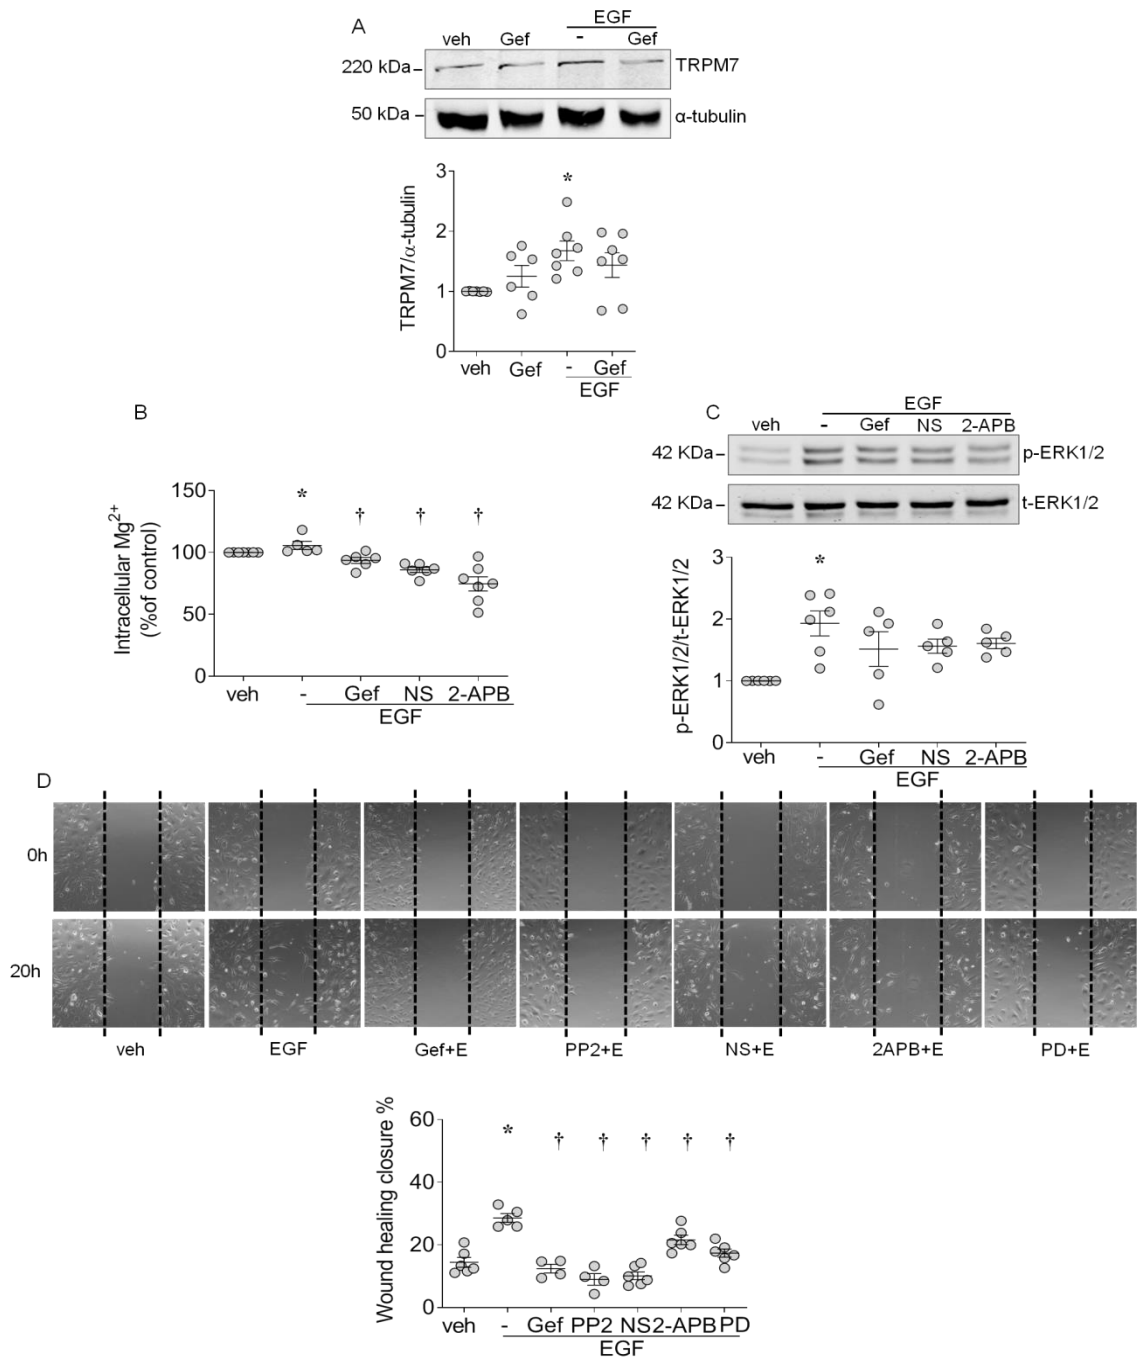 A
EGF
veh Gef - Gef
220 kDa TRPM7
50 kDa α-tubulin
TRPM7/α-tubulin
3
2
1
0
veh Gef - Gef
EGF
B
Intracellular Mg2+
(%of control)
150
100
50
0
* † † †
veh - Gef NS 2-APB
EGF
C
EGF
veh - Gef NS 2-APB
42 KDa p-ERK1/2
42 KDa t-ERK1/2
p-ERK1/2/t-ERK1/2
3
2
1
0
*
veh - Gef NS 2-APB
EGF
D
0h
20h
veh EGF Gef+E PP2+E NS+E 2APB+E PD+E
Wound healing closure %
60
40
20
0
* † † † † †
veh - Gef PP2 NS 2-APB PD
EGF